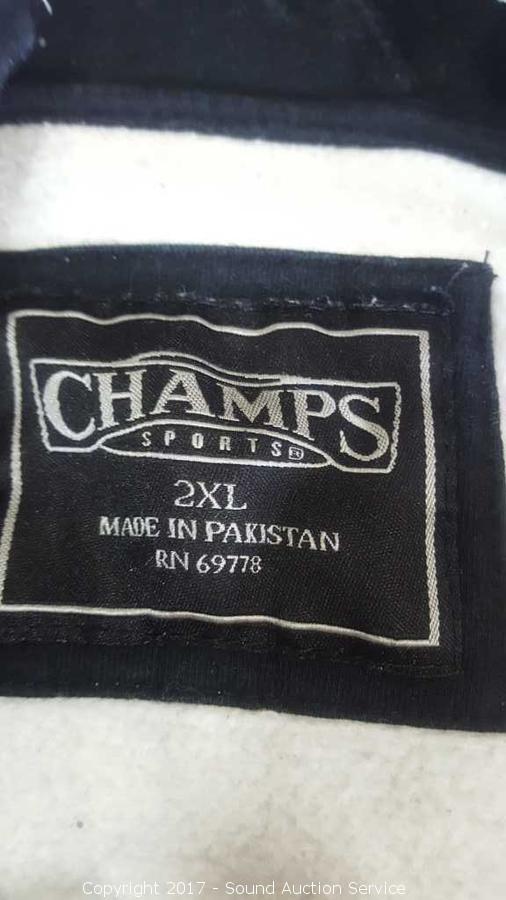 CHAMPS
SPORTS®
2XL
MADE IN PAKISTAN
RN 69778
Copyright 2017 - Sound Auction Service